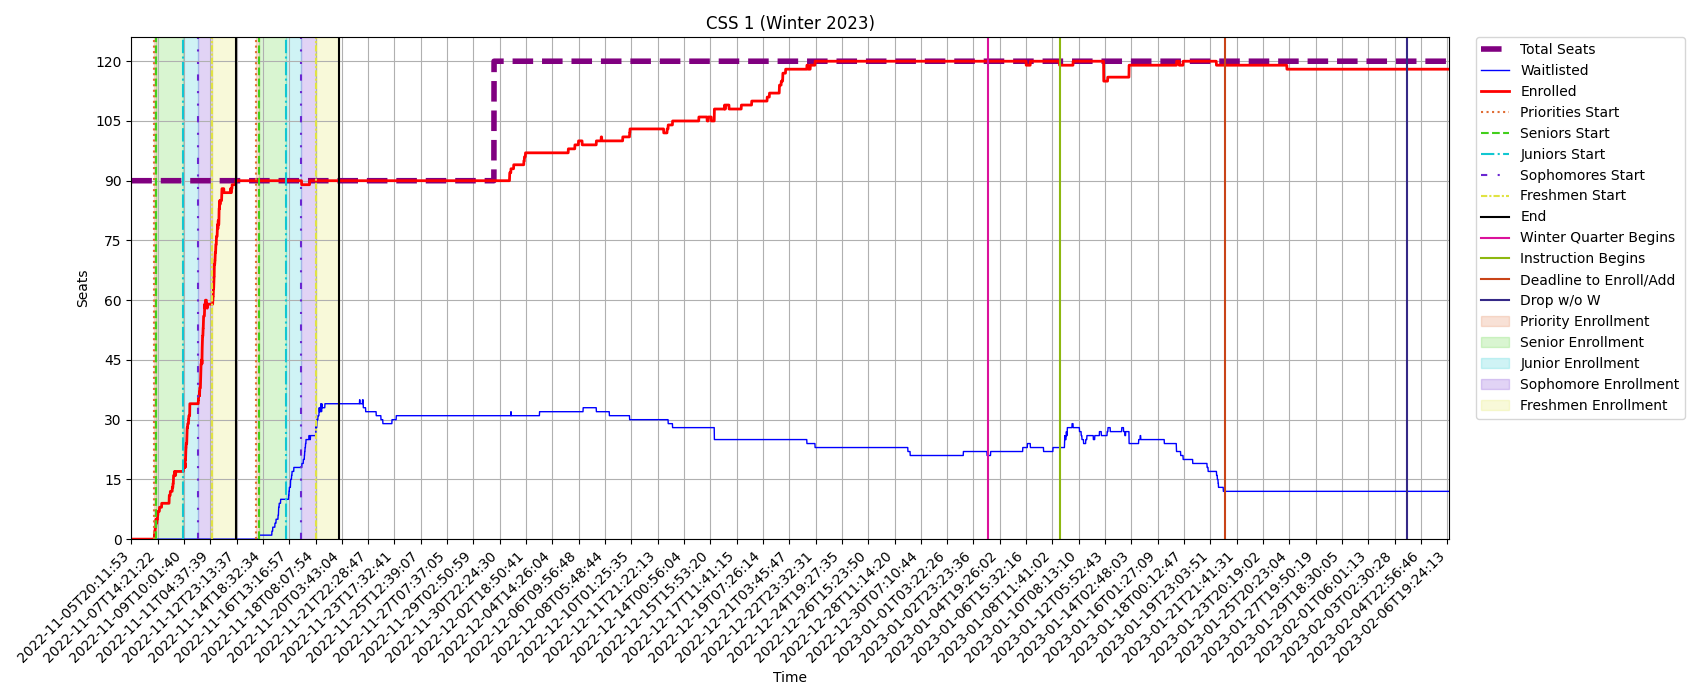 CSS 1 (Winter 2023)
120
105
90
75
60
45
30
15
0
Seats
2022-11-05T20:11:53
2022-11-07T14:21:22
2022-11-09T10:01:40
2022-11-11T04:37:39
2022-11-12T23:13:37
2022-11-14T18:32:34
2022-11-16T13:16:57
2022-11-18T08:07:54
2022-11-20T03:43:04
2022-11-21T22:28:47
2022-11-23T17:32:41
2022-11-25T12:39:07
2022-11-27T07:37:05
2022-11-29T02:50:59
2022-11-30T22:24:30
2022-12-02T18:50:41
2022-12-04T14:26:04
2022-12-06T09:56:48
2022-12-08T05:48:44
2022-12-10T01:25:35
2022-12-11T21:22:13
2022-12-14T00:56:04
2022-12-15T15:53:20
2022-12-17T11:41:15
2022-12-19T07:26:14
2022-12-21T03:45:47
2022-12-22T23:32:31
2022-12-24T19:27:35
2022-12-26T15:23:50
2022-12-28T11:14:20
2022-12-30T07:10:44
2023-01-01T03:22:26
2023-01-02T23:23:36
2023-01-04T19:26:02
2023-01-06T15:32:16
2023-01-08T11:41:02
2023-01-10T08:13:10
2023-01-12T05:52:43
2023-01-14T02:48:03
2023-01-16T01:27:09
2023-01-18T00:12:47
2023-01-19T23:03:51
2023-01-21T21:41:31
2023-01-23T20:19:02
2023-01-25T20:23:04
2023-01-27T19:50:19
2023-01-29T18:30:05
2023-02-01T06:01:13
2023-02-03T02:30:28
2023-02-04T22:56:46
2023-02-06T19:24:13
Time
Total Seats
Waitlisted
Enrolled
Priorities Start
Seniors Start
Juniors Start
Sophomores Start
Freshmen Start
End
Winter Quarter Begins
Instruction Begins
Deadline to Enroll/Add
Drop w/o W
Priority Enrollment
Senior Enrollment
Junior Enrollment
Sophomore Enrollment
Freshmen Enrollment